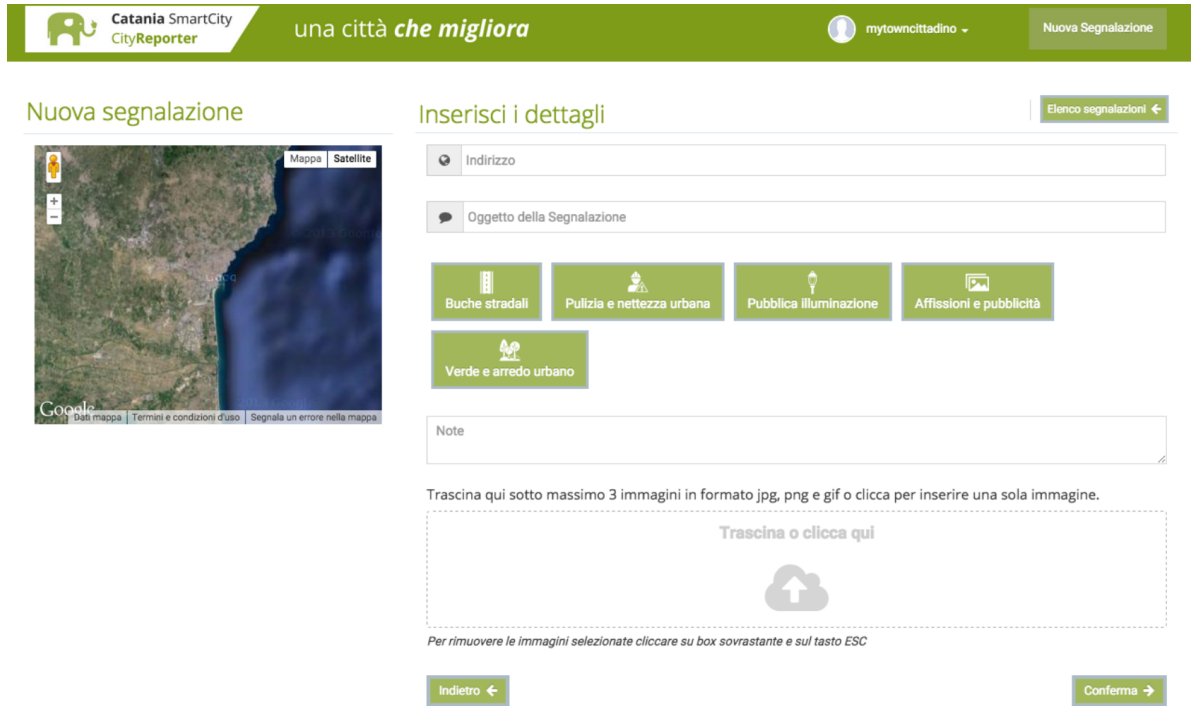 Catania SmartCity
CityReporter
una città che migliora
mytowncittadino
Nuova Segnalazione
Nuova segnalazione
Inserisci i dettagli
Elenco segnalazioni
Mappa
Satellite
Indirizzo
Oggetto della Segnalazione
Buche stradali
Pulizia e nettezza urbana
Pubblica illuminazione
Affissioni e pubblicità
Verde e arredo urbano
Google
Dati mappa
Termini e condizioni d'uso
Segnala un errore nella mappa
Note
Trascina qui sotto massimo 3 immagini in formato jpg, png e gif o clicca per inserire una sola immagine.
Trascina o clicca qui
Per rimuovere le immagini selezionate cliccare su box sovrastante e sul tasto ESC
Indietro
Conferma